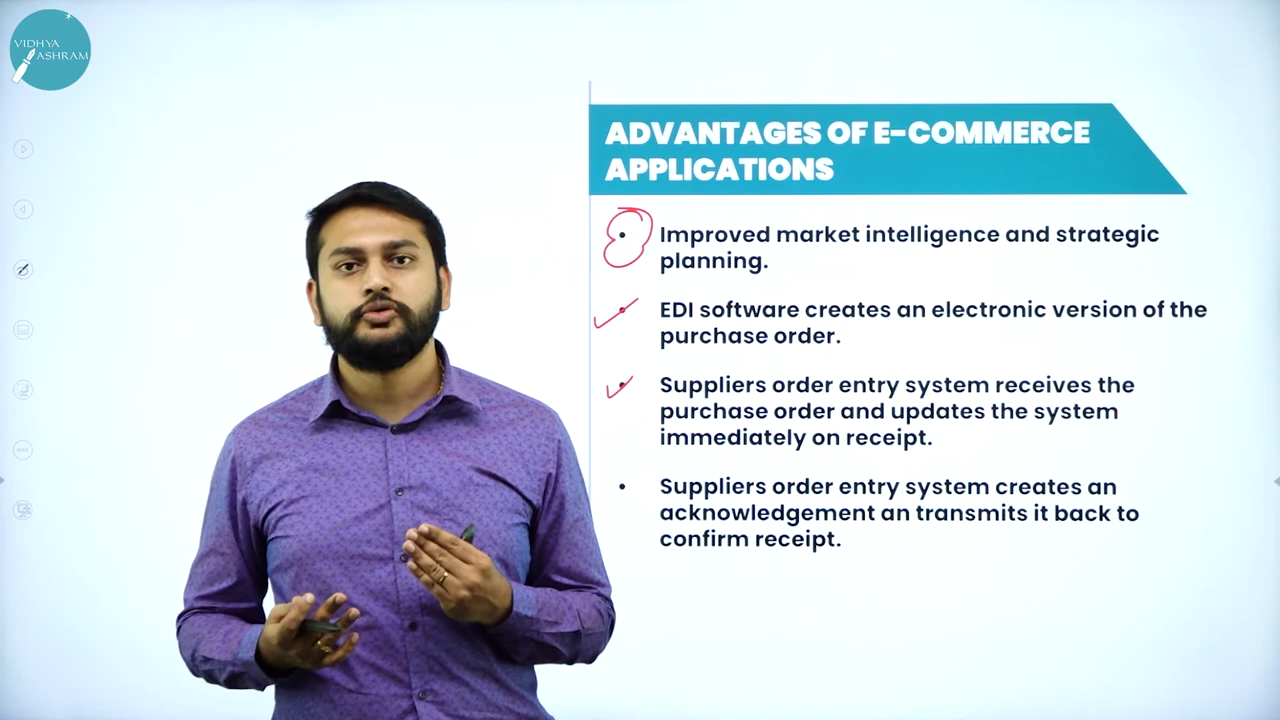 VIDHYA
ASHRAM
ADVANTAGES OF E-COMMERCE
APPLICATIONS
• Improved market intelligence and strategic
planning.
• EDI software creates an electronic version of the
purchase order.
• Suppliers order entry system receives the
purchase order and updates the system
immediately on receipt.
• Suppliers order entry system creates an
acknowledgement an transmits it back to
confirm receipt.